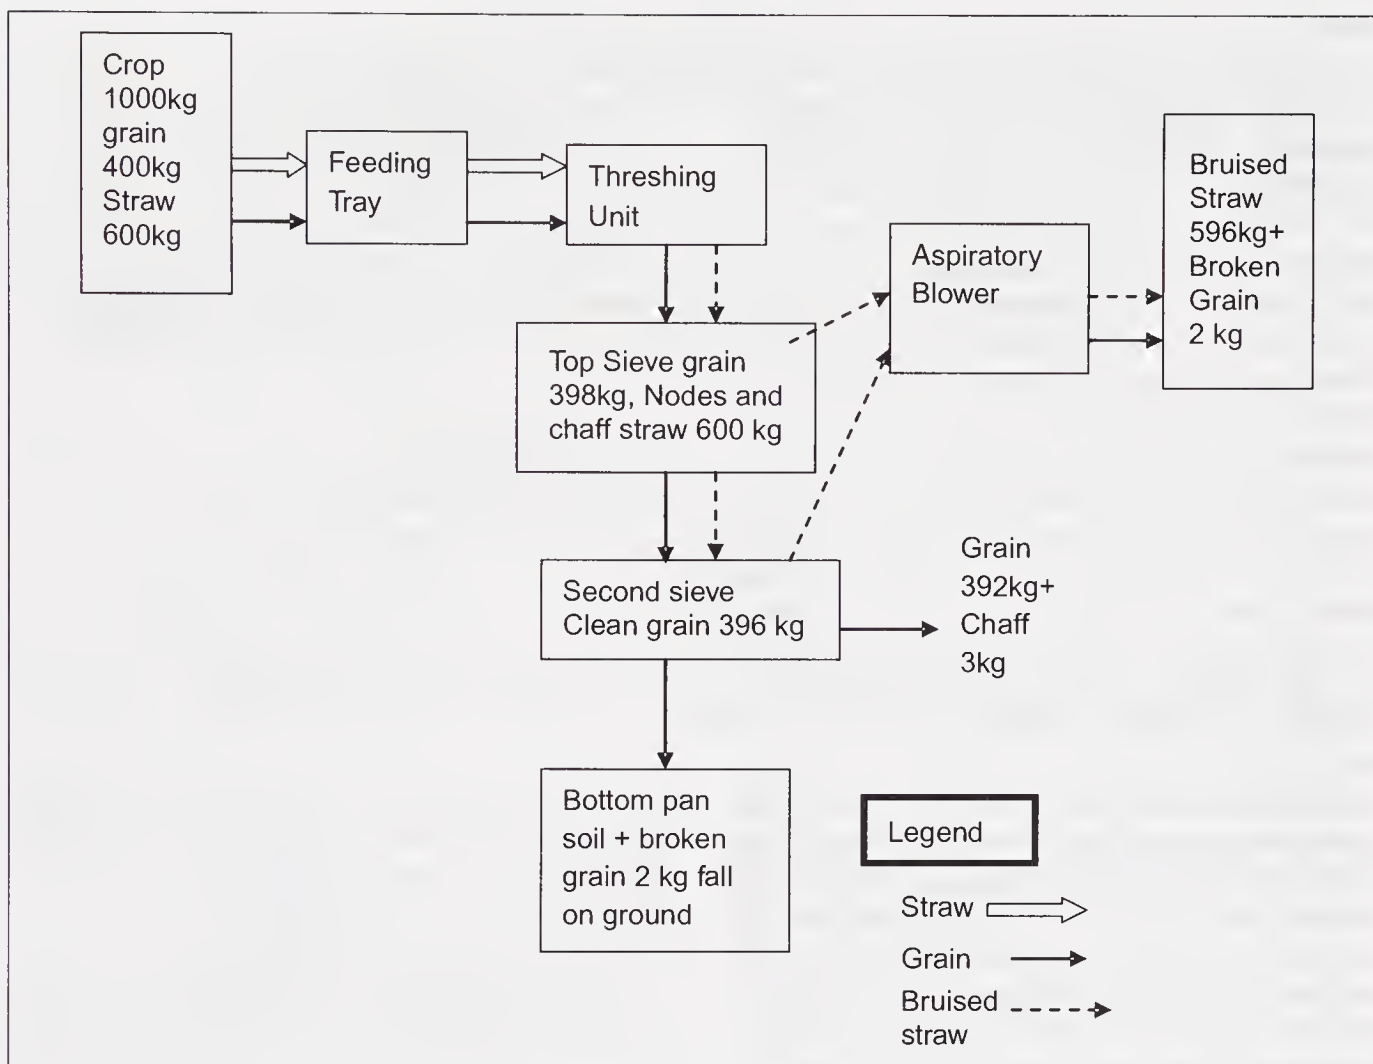 Crop
1000kg
grain
400kg
Straw
600kg
Feeding
Tray
Threshing
Unit
Aspiratory
Blower
Bruised
Straw
596kg+
Broken
Grain
2 kg
Top Sieve grain
398kg, Nodes and
chaff straw 600 kg
Second sieve
Clean grain 396 kg
Grain
392kg+
Chaff
3kg
Bottom pan
soil + broken
grain 2 kg fall
on ground
Legend
Straw
Grain
Bruised
straw